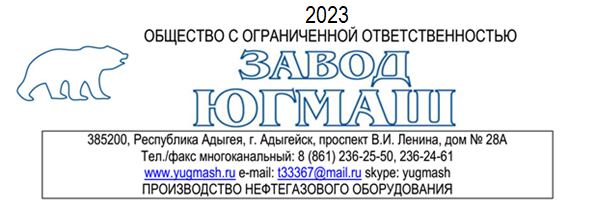 2023
ОБЩЕСТВО С ОГРАНИЧЕННОЙ ОТВЕТСТВЕННОСТЬЮ
ЗАВОД
ЮГМАШ
385200, Республика Адыгея, г. Адыгейск, проспект В.И. Ленина, дом № 28А
Тел./факс многоканальный: 8 (861) 236-25-50, 236-24-61
www.yugmash.ru e-mail: t33367@mail.ru skype: yugmash
ПРОИЗВОДСТВО НЕФТЕГАЗОВОГО ОБОРУДОВАНИЯ